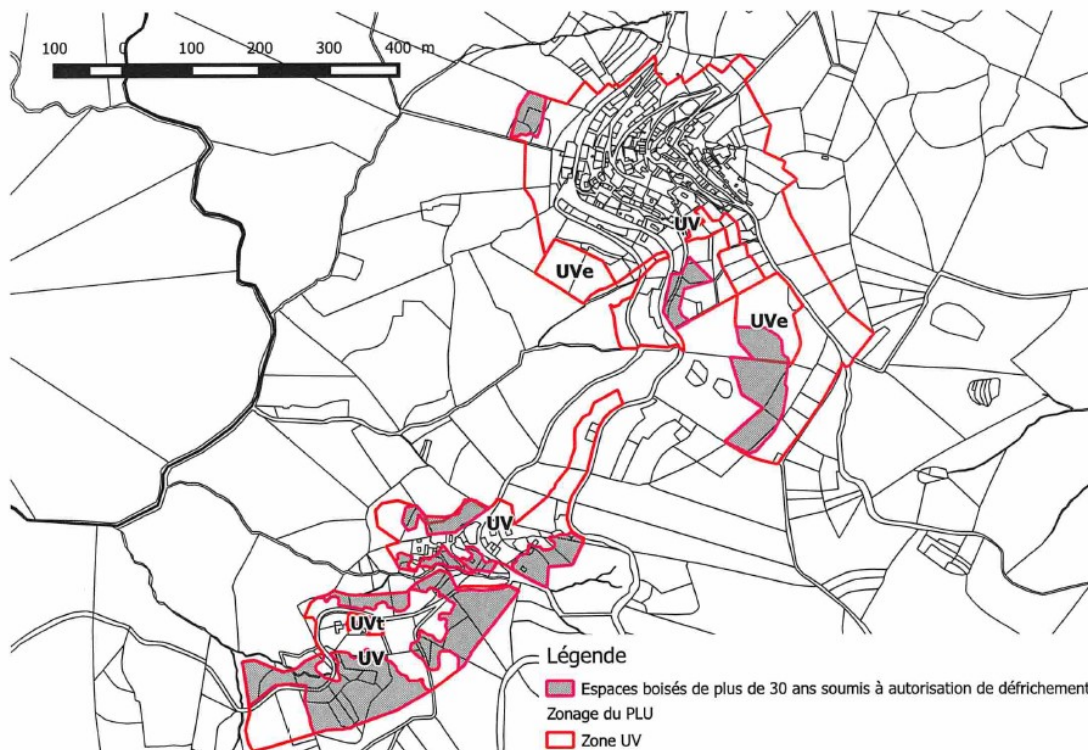 100 0 100 200 300 400 m
UV
UVe
UVe
UV
UVt
UV
Légende
Espaces boisés de plus de 30 ans soumis à autorisation de défrichement
Zonage du PLU
Zone UV